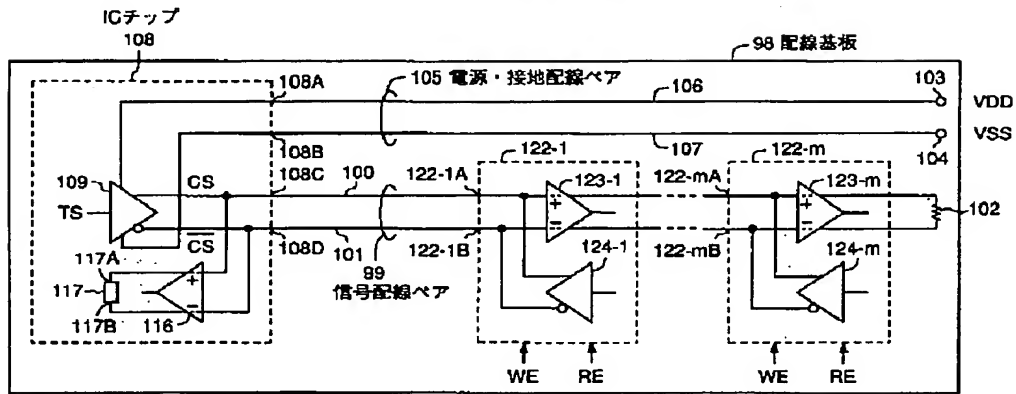 ICチップ
108
98 配線基板
108A
105 電源・接地配線ペア
106
103
VDD
VSS
108B
107
104
122-1
122-m
109
CS
108C
100
122-1A
123-1
122-mA
123-m
TS
102
CS
108D
101
122-1B
124-1
122-mB
124-m
117A
99
信号配線ペア
117
117B
116
WE
RE
WE
RE